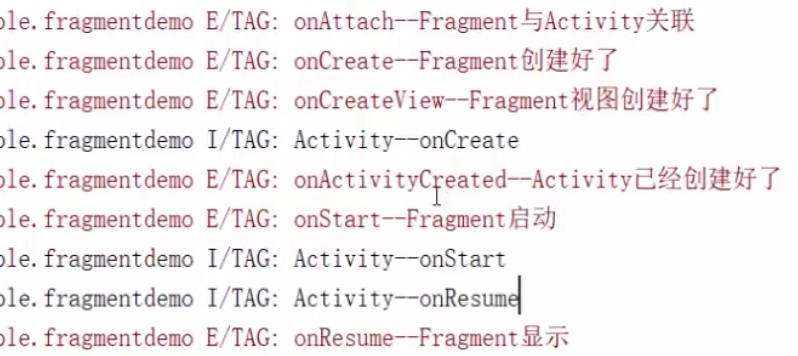 ple.fragmentdemo E/TAG: onAttach--Fragment与Activity关联
ple.fragmentdemo E/TAG: onCreate--Fragment创建好了
ple.fragmentdemo E/TAG: onCreateView--Fragment视图创建好了
ple.fragmentdemo I/TAG: Activity--onCreate
ple.fragmentdemo E/TAG: onActivityCreated--Activity已经创建好了
ple.fragmentdemo E/TAG: onStart--Fragment启动
ple.fragmentdemo I/TAG: Activity--onStart
ple.fragmentdemo I/TAG: Activity--onResume
ple.fragmentdemo E/TAG: onResume--Fragment显示